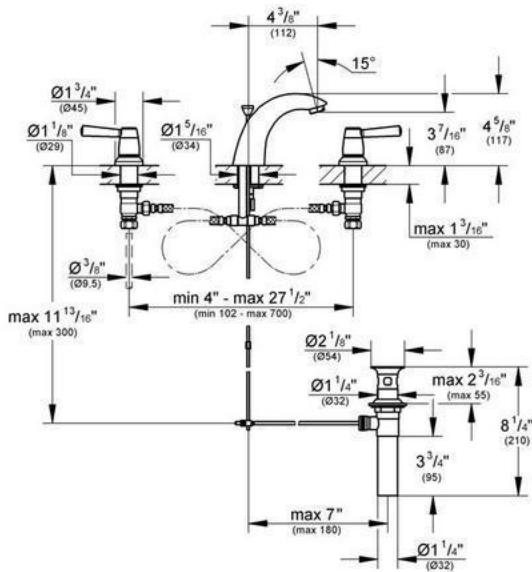 4 3/8"
(112)
15°
Ø1 3/4"
(Ø45)
Ø1 1/8"
(Ø29)
Ø1 5/16"
(Ø34)
3 7/16"
(87)
4 5/8"
(117)
max 1 3/16"
(max 30)
Ø 3/8"
(Ø9.5)
min 4" - max 27 1/2"
(min 102 - max 700)
max 11 13/16"
(max 300)
Ø2 1/8"
(Ø54)
Ø1 1/4"
(Ø32)
max 2 3/16"
(max 55)
8 1/4"
(210)
3 3/4"
(95)
max 7"
(max 180)
Ø1 1/4"
(Ø32)